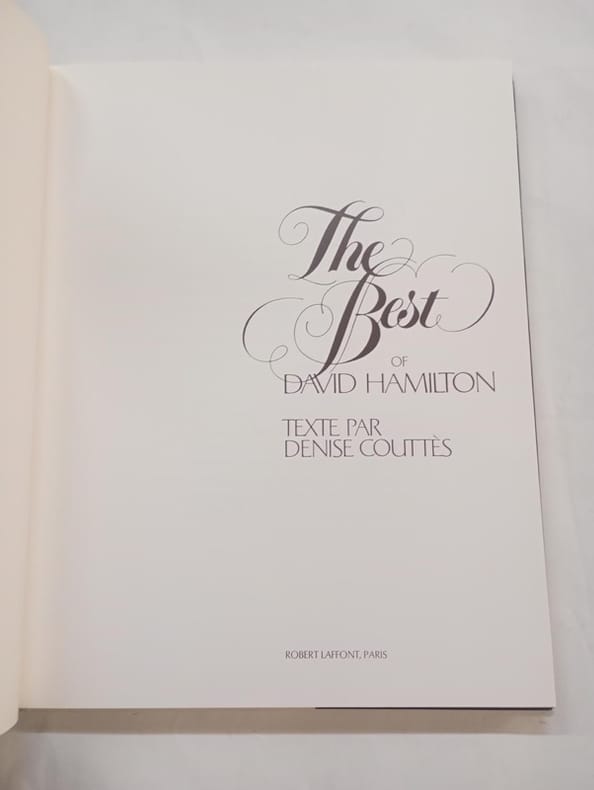 The
Best
OF
DAVID HAMILTON
TEXTE PAR
DENISE COUTTÈS
ROBERT LAFFONT, PARIS